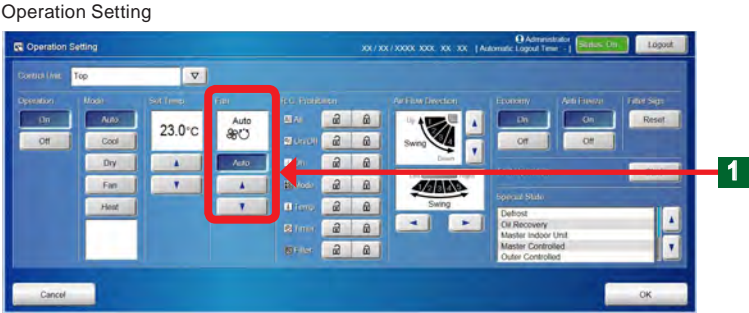 Operation Setting
Operation Setting
XX / XX / XXXX XXX. XX XX | Automatic Logout Time - |
Administrator
Status: On
Logout
Control Unit
Top
Operation
On
Off
Mode
Auto
Cool
Dry
Fan
Heat
Set Temp.
23.0°C
Fan
Auto
Auto
R.C. Prohibition
All
On/Off
Mode
Temp
Timer
Filter
Air Flow Direction
Up
Swing
Down
Swing
Economy
On
Off
Anti Freeze
On
Off
Filter Sign
Reset
Special State
Defrost
Oil Recovery
Master Indoor Unit
Master Controlled
Outer Controlled
Cancel
OK
1